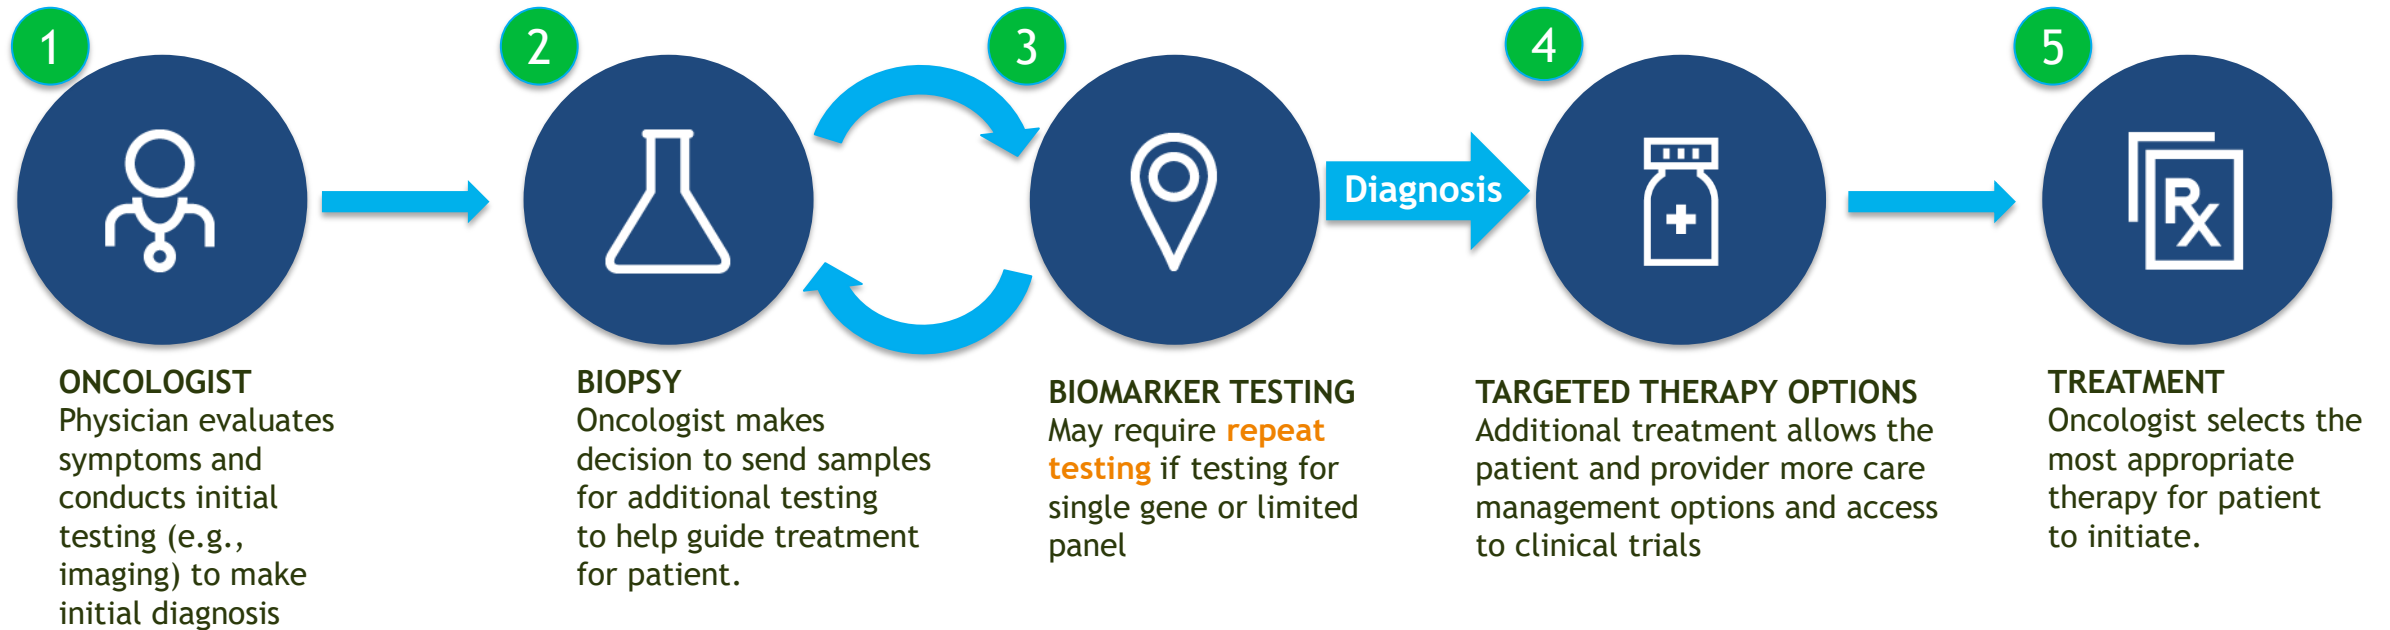 1
ONCOLOGIST
Physician evaluates
symptoms and
conducts initial
testing (e.g.,
imaging) to make
initial diagnosis
2
BIOPSY
Oncologist makes
decision to send samples
for additional testing
to help guide treatment
for patient.
3
BIOMARKER TESTING
May require repeat
testing if testing for
single gene or limited
panel
Diagnosis
4
TARGETED THERAPY OPTIONS
Additional treatment allows the
patient and provider more care
management options and access
to clinical trials
5
Rx
TREATMENT
Oncologist selects the
most appropriate
therapy for patient
to initiate.